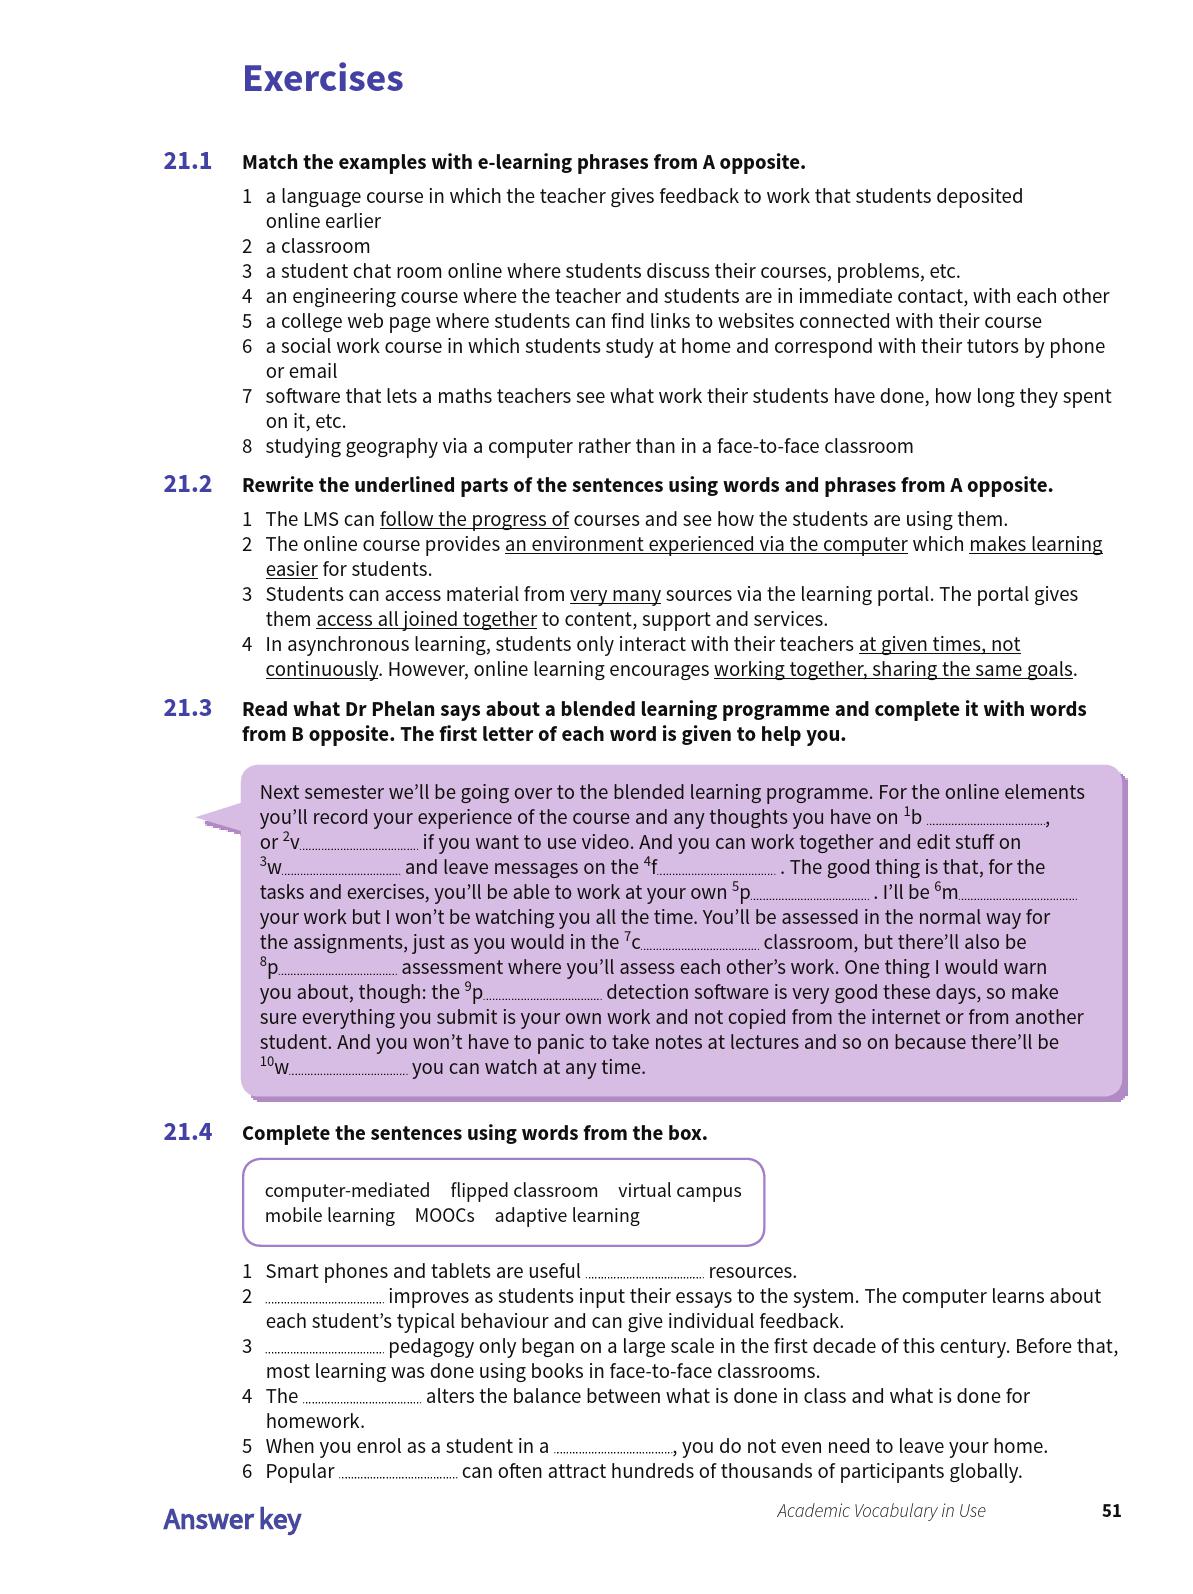 Exercises
21.1 Match the examples with e-learning phrases from A opposite.
1 a language course in which the teacher gives feedback to work that students deposited
online earlier
2 a classroom
3 a student chat room online where students discuss their courses, problems, etc.
4 an engineering course where the teacher and students are in immediate contact, with each other
5 a college web page where students can find links to websites connected with their course
6 a social work course in which students study at home and correspond with their tutors by phone
or email
7 software that lets a maths teachers see what work their students have done, how long they spent
on it, etc.
8 studying geography via a computer rather than in a face-to-face classroom
21.2 Rewrite the underlined parts of the sentences using words and phrases from A opposite.
1 The LMS can follow the progress of courses and see how the students are using them.
2 The online course provides an environment experienced via the computer which makes learning
easier for students.
3 Students can access material from very many sources via the learning portal. The portal gives
them access all joined together to content, support and services.
4 In asynchronous learning, students only interact with their teachers at given times, not
continuously. However, online learning encourages working together, sharing the same goals.
21.3 Read what Dr Phelan says about a blended learning programme and complete it with words
from B opposite. The first letter of each word is given to help you.
Next semester we'll be going over to the blended learning programme. For the online elements
you'll record your experience of the course and any thoughts you have on 1b ..............................,
or 2v.............................. if you want to use video. And you can work together and edit stuff on
3w.............................. and leave messages on the 4f.............................. . The good thing is that, for the
tasks and exercises, you'll be able to work at your own 5p.............................. . I'll be 6m..............................
your work but I won't be watching you all the time. You'll be assessed in the normal way for
the assignments, just as you would in the 7c.............................. classroom, but there'll also be
8p.............................. assessment where you'll assess each other's work. One thing I would warn
you about, though: the 9p.............................. detection software is very good these days, so make
sure everything you submit is your own work and not copied from the internet or from another
student. And you won't have to panic to take notes at lectures and so on because there'll be
10w.............................. you can watch at any time.
21.4 Complete the sentences using words from the box.
computer-mediated flipped classroom virtual campus
mobile learning MOOCs adaptive learning
1 Smart phones and tablets are useful .............................. resources.
2 .............................. improves as students input their essays to the system. The computer learns about
each student's typical behaviour and can give individual feedback.
3 .............................. pedagogy only began on a large scale in the first decade of this century. Before that,
most learning was done using books in face-to-face classrooms.
4 The .............................. alters the balance between what is done in class and what is done for
homework.
5 When you enrol as a student in a .............................., you do not even need to leave your home.
6 Popular .............................. can often attract hundreds of thousands of participants globally.
Answer key Academic Vocabulary in Use 51